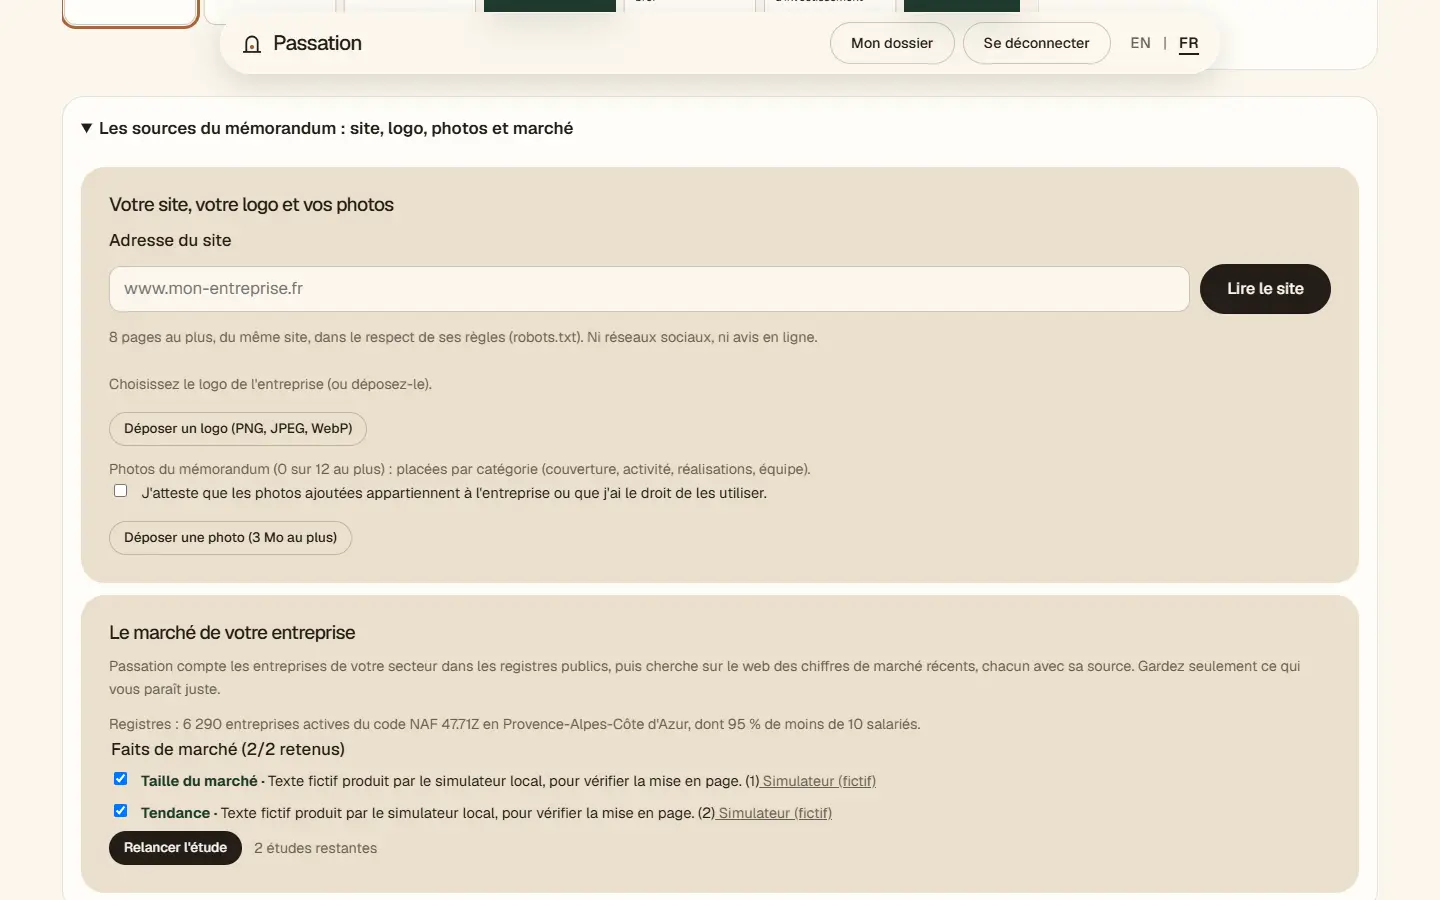 Passation
Mon dossier
Se déconnecter
EN | FR
▼ Les sources du mémorandum : site, logo, photos et marché
Votre site, votre logo et vos photos
Adresse du site
www.mon-entreprise.fr
Lire le site
8 pages au plus, du même site, dans le respect de ses règles (robots.txt). Ni réseaux sociaux, ni avis en ligne.
Choisissez le logo de l'entreprise (ou déposez-le).
Déposer un logo (PNG, JPEG, WebP)
Photos du mémorandum (0 sur 12 au plus) : placées par catégorie (couverture, activité, réalisations, équipe).
J'atteste que les photos ajoutées appartiennent à l'entreprise ou que j'ai le droit de les utiliser.
Déposer une photo (3 Mo au plus)
Le marché de votre entreprise
Passation compte les entreprises de votre secteur dans les registres publics, puis cherche sur le web des chiffres de marché récents, chacun avec sa source. Gardez seulement ce qui
vous paraît juste.
Registres : 6 290 entreprises actives du code NAF 47.71Z en Provence-Alpes-Côte d'Azur, dont 95 % de moins de 10 salariés.
Faits de marché (2/2 retenus)
Taille du marché · Texte fictif produit par le simulateur local, pour vérifier la mise en page. (1) Simulateur (fictif)
Tendance · Texte fictif produit par le simulateur local, pour vérifier la mise en page. (2) Simulateur (fictif)
Relancer l'étude
2 études restantes